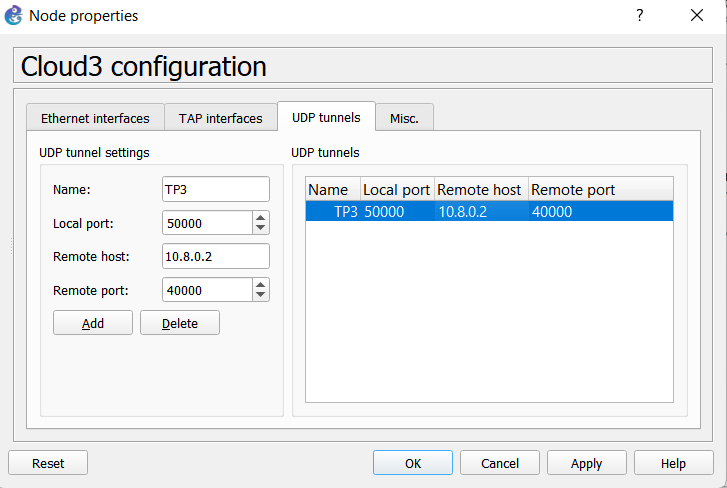 Node properties
?
Cloud3 configuration
Ethernet interfaces TAP interfaces UDP tunnels Misc.
UDP tunnel settings
Name: TP3
Local port: 50000
Remote host: 10.8.0.2
Remote port: 40000
Add Delete
UDP tunnels
Name Local port Remote host Remote port
TP3 50000 10.8.0.2 40000
Reset OK Cancel Apply Help